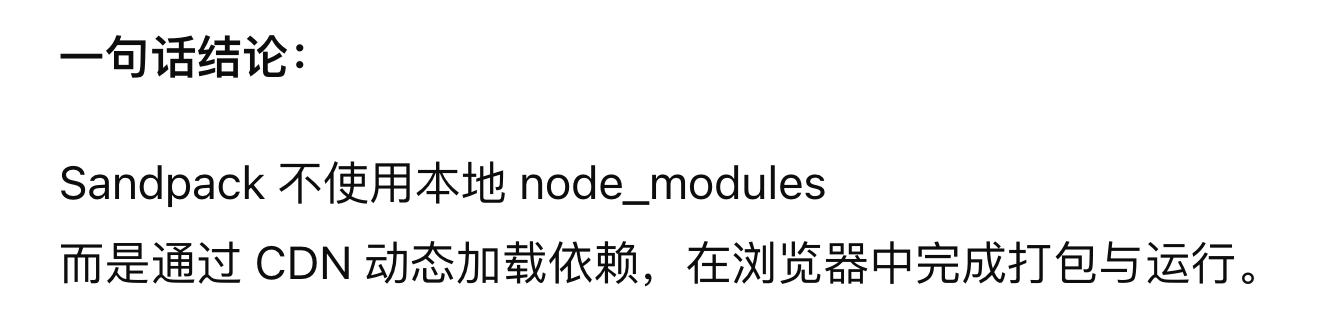 一句话结论：
Sandpack 不使用本地 node_modules
而是通过 CDN 动态加载依赖，在浏览器中完成打包与运行。